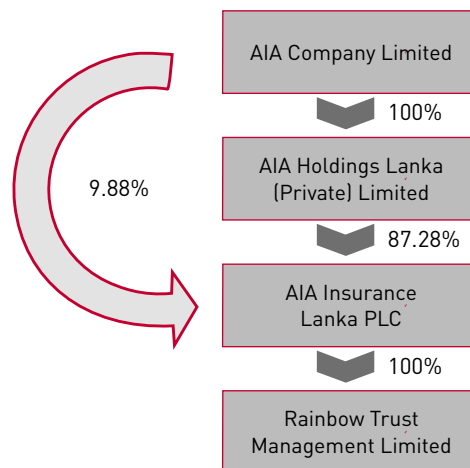 AIA Company Limited
100%
AIA Holdings Lanka
(Private) Limited
9.88%
87.28%
AIA Insurance
Lanka PLC
100%
Rainbow Trust
Management Limited